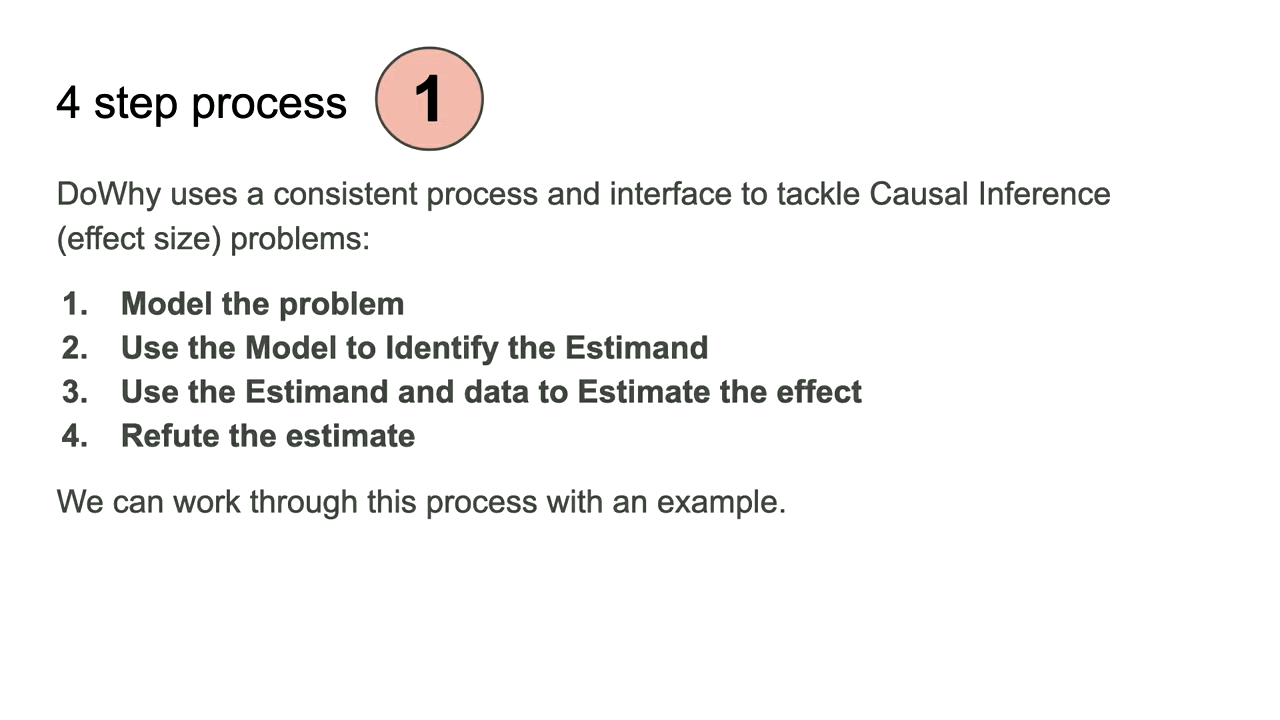 4 step process 1
DoWhy uses a consistent process and interface to tackle Causal Inference
(effect size) problems:
1. Model the problem
2. Use the Model to Identify the Estimand
3. Use the Estimand and data to Estimate the effect
4. Refute the estimate
We can work through this process with an example.